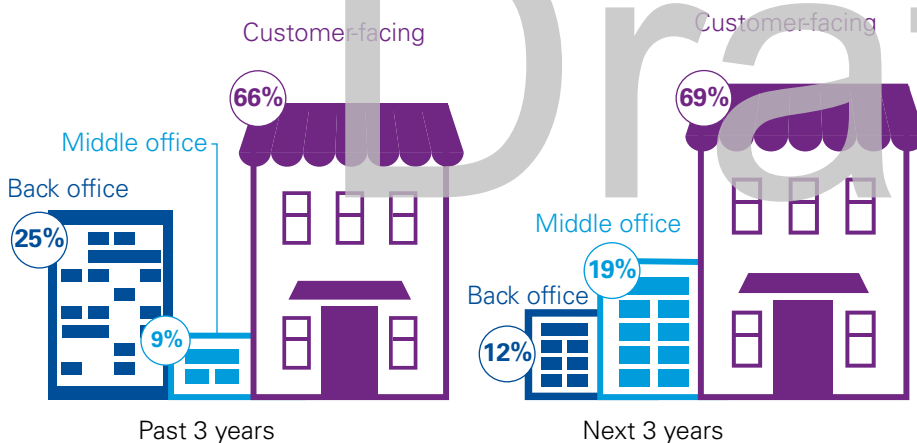 Customer-facing
66%
Middle office
Back office
25%
9%
Past 3 years
Customer-facing
69%
Middle office
19%
Back office
12%
Next 3 years
Dra